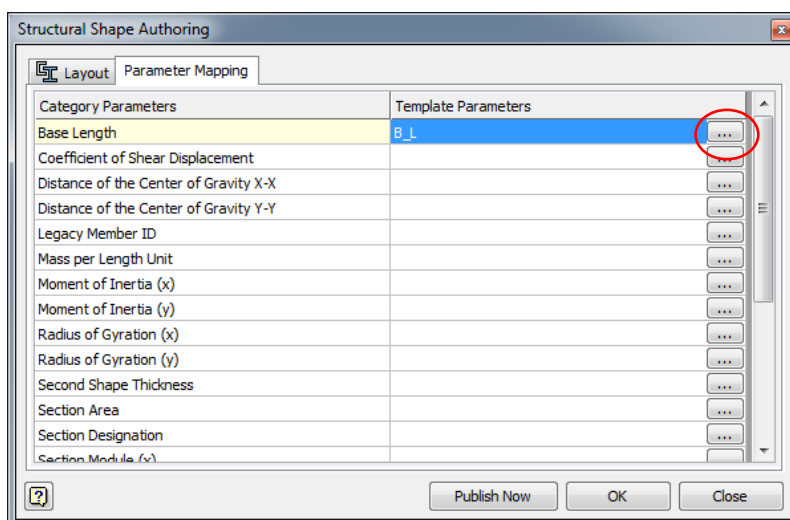 Structural Shape Authoring
Layout Parameter Mapping
Category Parameters Template Parameters
Base Length B_L ...
Coefficient of Shear Displacement ...
Distance of the Center of Gravity X-X ...
Distance of the Center of Gravity Y-Y ...
Legacy Member ID ...
Mass per Length Unit ...
Moment of Inertia (x) ...
Moment of Inertia (y) ...
Radius of Gyration (x) ...
Radius of Gyration (y) ...
Second Shape Thickness ...
Section Area ...
Section Designation ...
Section Module (x)
? Publish Now OK Close